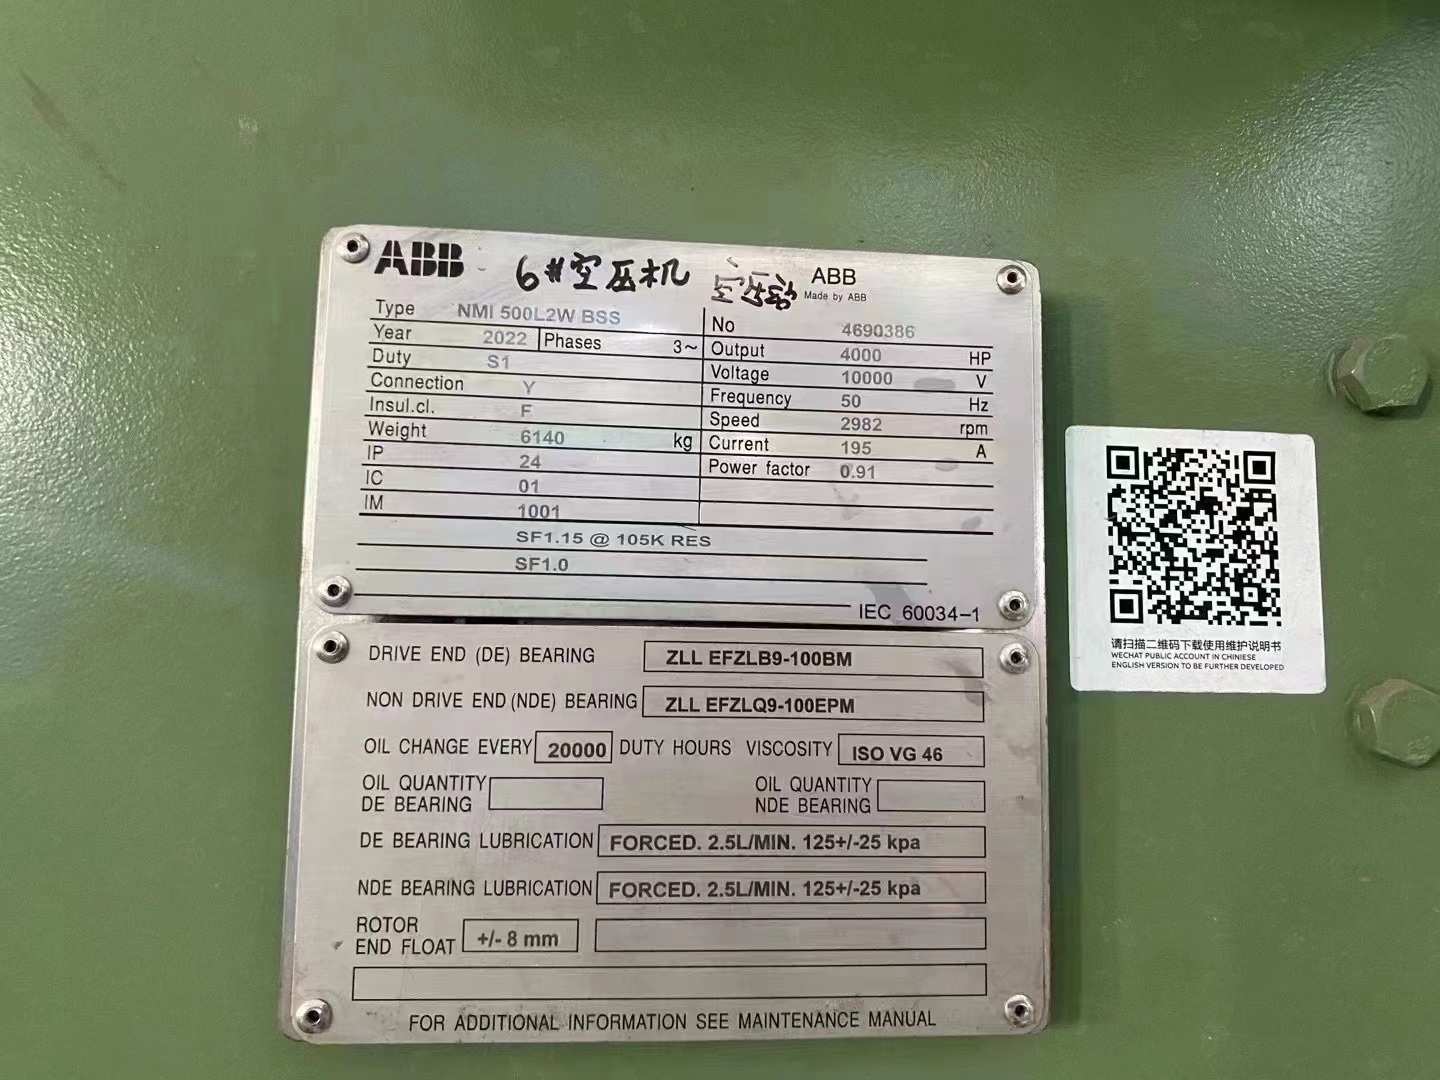 ABB 6#空压机 ABB
Made by ABB
Type NMI 500L2W BSS No 4690386
Year 2022 Phases 3~ Output 4000 HP
Duty S1 Voltage 10000 V
Connection Y Frequency 50 Hz
Insul.cl. F Speed 2982 rpm
Weight 6140 kg Current 195 A
IP 24 Power factor 0.91
IC 01
IM 1001
SF1.15 @ 105K RES
SF1.0
IEC 60034-1
DRIVE END (DE) BEARING ZLL EFZLB9-100BM
NON DRIVE END (NDE) BEARING ZLL EFZLQ9-100EPM
OIL CHANGE EVERY 20000 DUTY HOURS VISCOSITY ISO VG 46
OIL QUANTITY
DE BEARING
OIL QUANTITY
NDE BEARING
DE BEARING LUBRICATION FORCED. 2.5L/MIN. 125+/-25 kpa
NDE BEARING LUBRICATION FORCED. 2.5L/MIN. 125+/-25 kpa
ROTOR
END FLOAT +/- 8 mm
FOR ADDITIONAL INFORMATION SEE MAINTENANCE MANUAL
请扫描二维码下载使用维护说明书
WECHAT PUBLIC ACCOUNT IN CHINIESE
ENGLISH VERSION TO BE FURTHER DEVELOPED